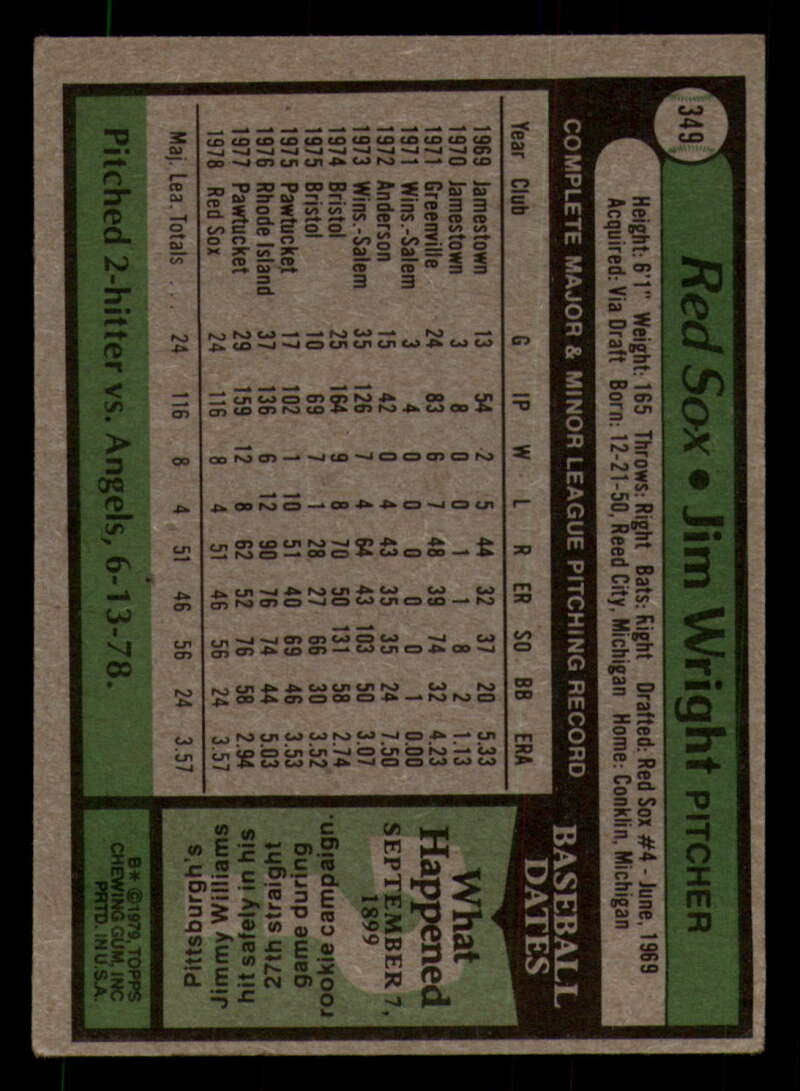 349
Red Sox • Jim Wright PITCHER
Height: 6'1" Weight: 165 Throws: Right Bats: Right Drafted: Red Sox #4 - June, 1969
Acquired: Via Draft Born: 12-21-50, Reed City, Michigan Home: Conklin, Michigan
COMPLETE MAJOR & MINOR LEAGUE PITCHING RECORD
Year Club G IP W L R ER SO BB ERA
1969 Jamestown 13 54 2 5 44 32 37 20 5.33
1970 Jamestown 3 8 0 0 1 1 8 2 1.13
1971 Greenville 24 83 6 7 48 39 74 32 4.23
1971 Wins.-Salem 3 4 0 0 0 0 0 1 0.00
1972 Anderson 15 42 0 4 43 35 35 24 7.50
1973 Wins.-Salem 35 126 7 4 64 43 103 50 3.07
1974 Bristol 25 164 9 8 70 50 131 58 2.74
1975 Bristol 10 69 7 1 28 27 66 30 3.52
1975 Pawtucket 17 102 1 10 51 40 69 46 3.53
1976 Rhode Island 37 136 6 12 90 76 74 44 5.03
1977 Pawtucket 29 159 12 8 62 52 76 58 2.94
1978 Red Sox 24 116 8 4 51 46 56 24 3.57
Maj. Lea. Totals . . . 24 116 8 4 51 46 56 24 3.57
Pitched 2-hitter vs. Angels, 6-13-78.
BASEBALL
DATES
What
Happened
SEPTEMBER 7,
1899
Pittsburgh's
Jimmy Williams
hit safely in his
27th straight
game during
rookie campaign.
B* ©1979, TOPPS
CHEWING GUM, INC
PRTD. IN U.S.A.